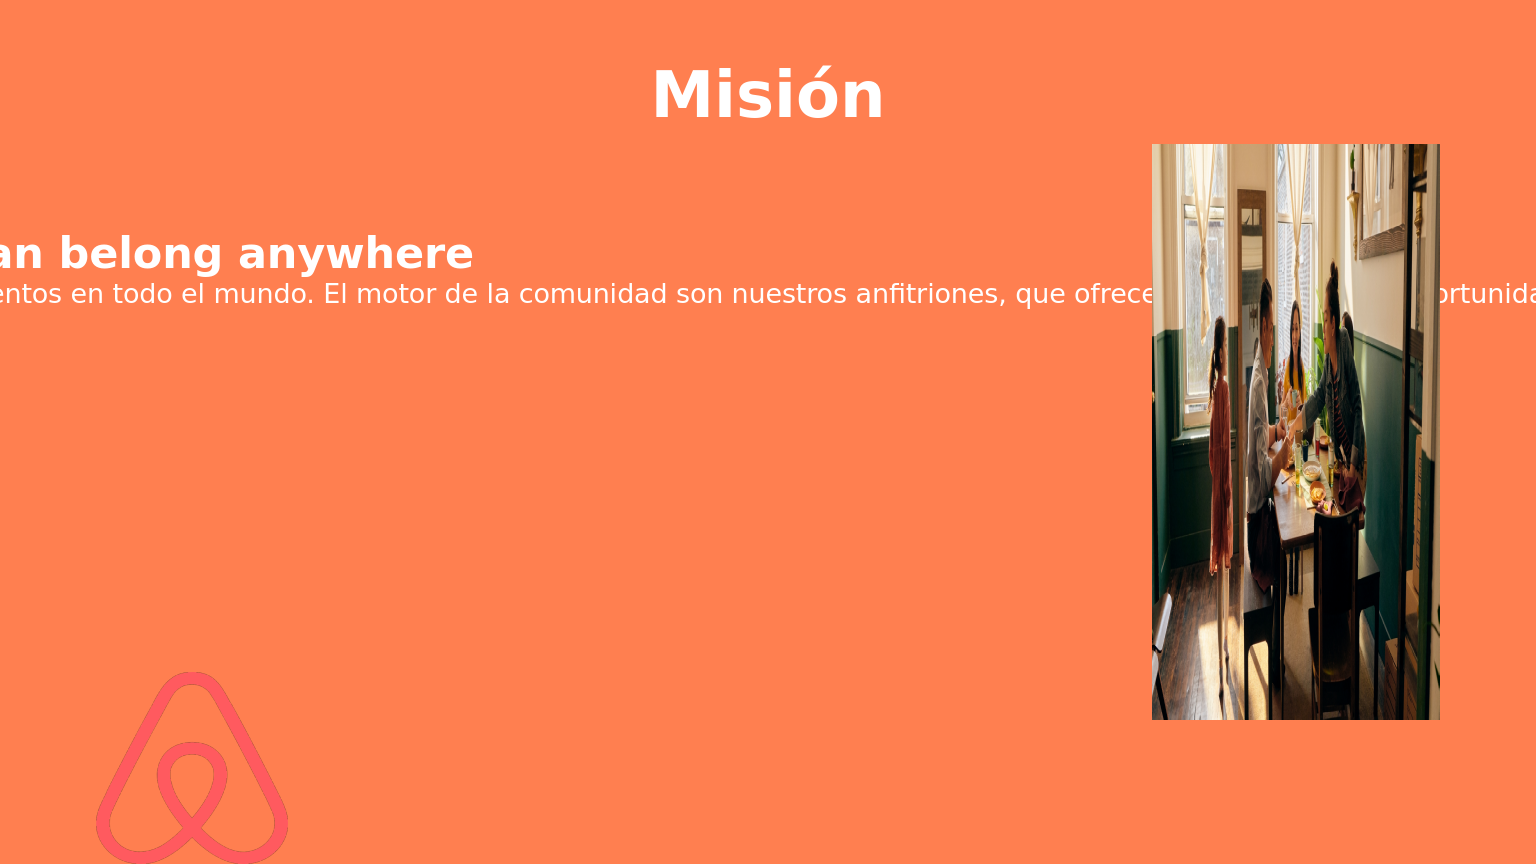 Misión
an belong anywhere
entos en todo el mundo. El motor de la comunidad son nuestros anfitriones, que ofrece ortunida